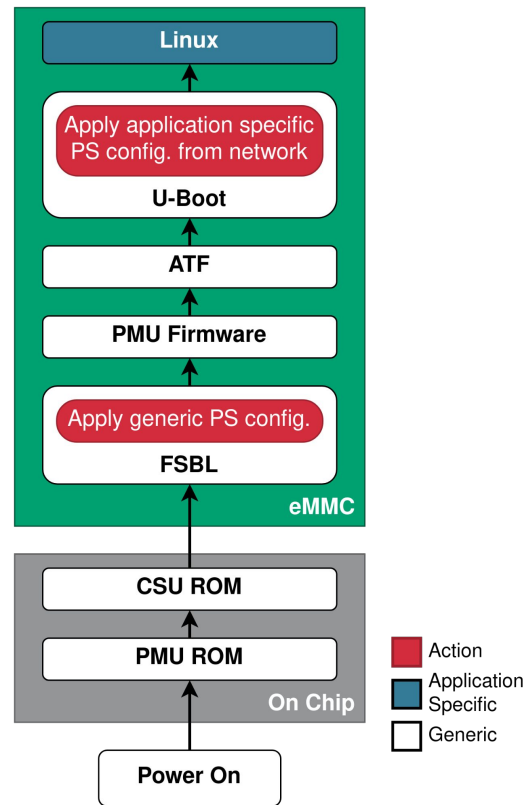 Linux
Apply application specific
PS config. from network
U-Boot
ATF
PMU Firmware
Apply generic PS config.
FSBL
eMMC
CSU ROM
PMU ROM
On Chip
Power On
Action
Application
Specific
Generic